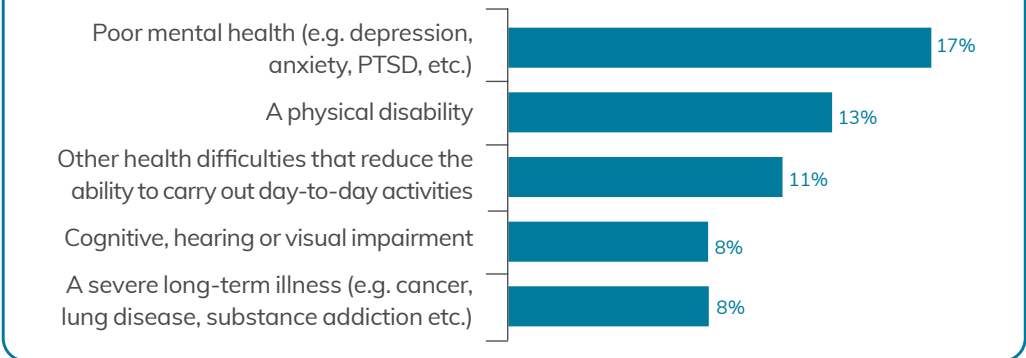 Poor mental health (e.g. depression,
anxiety, PTSD, etc.)
17%
A physical disability
13%
Other health difficulties that reduce the
ability to carry out day-to-day activities
11%
Cognitive, hearing or visual impairment
8%
A severe long-term illness (e.g. cancer,
lung disease, substance addiction etc.)
8%